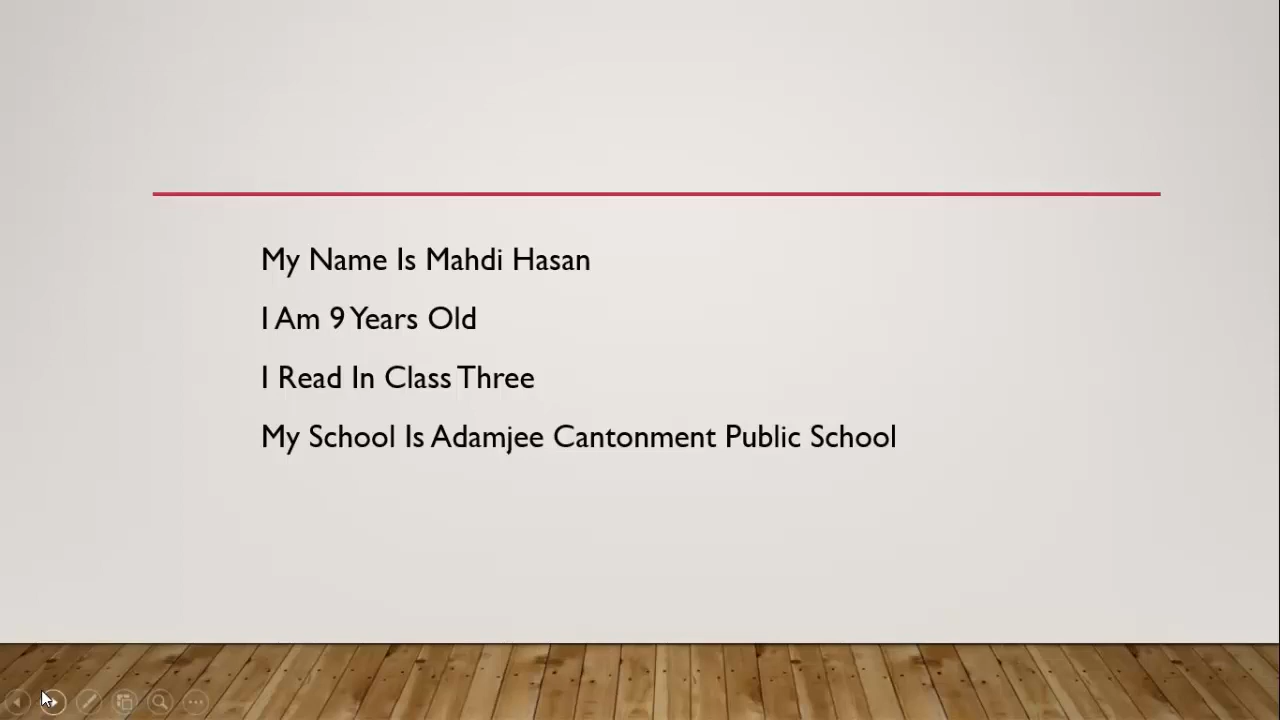 My Name Is Mahdi Hasan
I Am 9 Years Old
I Read In Class Three
My School Is Adamjee Cantonment Public School